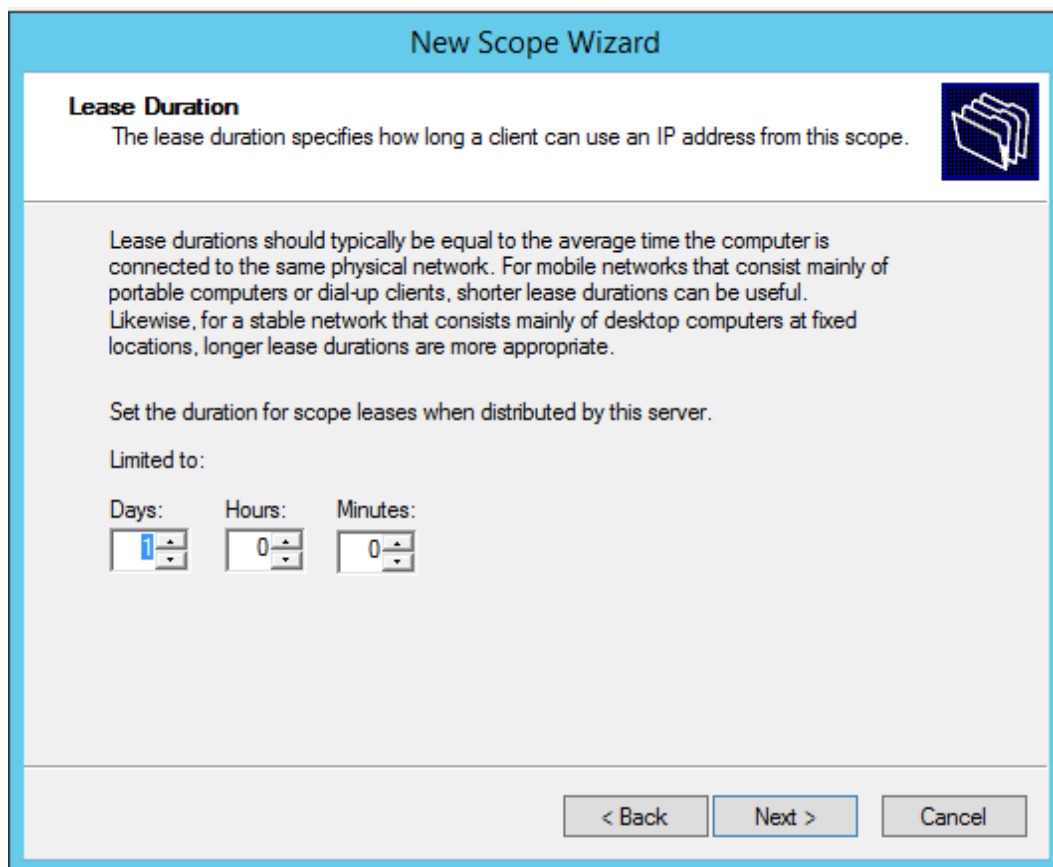 New Scope Wizard
Lease Duration
The lease duration specifies how long a client can use an IP address from this scope.
Lease durations should typically be equal to the average time the computer is
connected to the same physical network. For mobile networks that consist mainly of
portable computers or dial-up clients, shorter lease durations can be useful.
Likewise, for a stable network that consists mainly of desktop computers at fixed
locations, longer lease durations are more appropriate.
Set the duration for scope leases when distributed by this server.
Limited to:
Days: Hours: Minutes:
1 0 0
< Back Next > Cancel